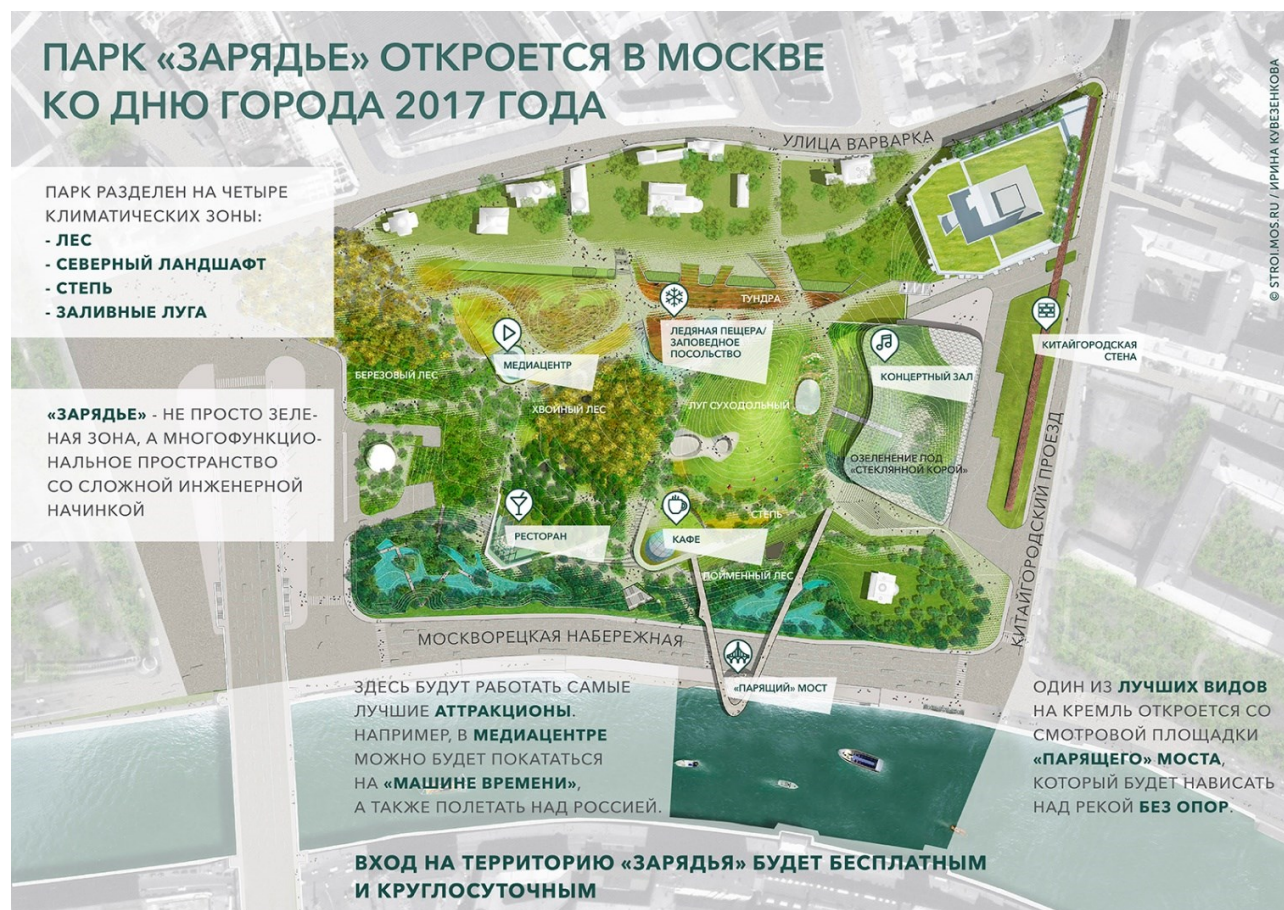 ПАРК «ЗАРЯДЬЕ» ОТКРОЕТСЯ В МОСКВЕ
КО ДНЮ ГОРОДА 2017 ГОДА
© STROI.MOS.RU / ИРИНА КУВЕЗЕНКОВА
УЛИЦА ВАРВАРКА
ПАРК РАЗДЕЛЕН НА ЧЕТЫРЕ
КЛИМАТИЧЕСКИХ ЗОНЫ:
- ЛЕС
- СЕВЕРНЫЙ ЛАНДШАФТ
- СТЕПЬ
- ЗАЛИВНЫЕ ЛУГА
ТУНДРА
ЛЕДЯНАЯ ПЕЩЕРА/
ЗАПОВЕДНОЕ
ПОСОЛЬСТВО
КИТАЙГОРОДСКАЯ
СТЕНА
МЕДИАЦЕНТР
КОНЦЕРТНЫЙ ЗАЛ
БЕРЕЗОВЫЙ ЛЕС
ХВОЙНЫЙ ЛЕС
ЛУГ СУХОДОЛЬНЫЙ
«ЗАРЯДЬЕ» - НЕ ПРОСТО ЗЕЛЕ-
НАЯ ЗОНА, А МНОГОФУНКЦИО-
НАЛЬНОЕ ПРОСТРАНСТВО
СО СЛОЖНОЙ ИНЖЕНЕРНОЙ
НАЧИНКОЙ
ОЗЕЛЕНЕНИЕ ПОД
«СТЕКЛЯННОЙ КОРОЙ»
КИТАЙГОРОДСКИЙ ПРОЕЗД
СТЕПЬ
РЕСТОРАН
КАФЕ
ПОЙМЕННЫЙ ЛЕС
МОСКВОРЕЦКАЯ НАБЕРЕЖНАЯ
«ПАРЯЩИЙ» МОСТ
ЗДЕСЬ БУДУТ РАБОТАТЬ САМЫЕ
ЛУЧШИЕ АТТРАКЦИОНЫ.
НАПРИМЕР, В МЕДИАЦЕНТРЕ
МОЖНО БУДЕТ ПОКАТАТЬСЯ
НА «МАШИНЕ ВРЕМЕНИ»,
А ТАКЖЕ ПОЛЕТАТЬ НАД РОССИЕЙ.
ОДИН ИЗ ЛУЧШИХ ВИДОВ
НА КРЕМЛЬ ОТКРОЕТСЯ СО
СМОТРОВОЙ ПЛОЩАДКИ
«ПАРЯЩЕГО» МОСТА,
КОТОРЫЙ БУДЕТ НАВИСАТЬ
НАД РЕКОЙ БЕЗ ОПОР.
ВХОД НА ТЕРРИТОРИЮ «ЗАРЯДЬЯ» БУДЕТ БЕСПЛАТНЫМ
И КРУГЛОСУТОЧНЫМ